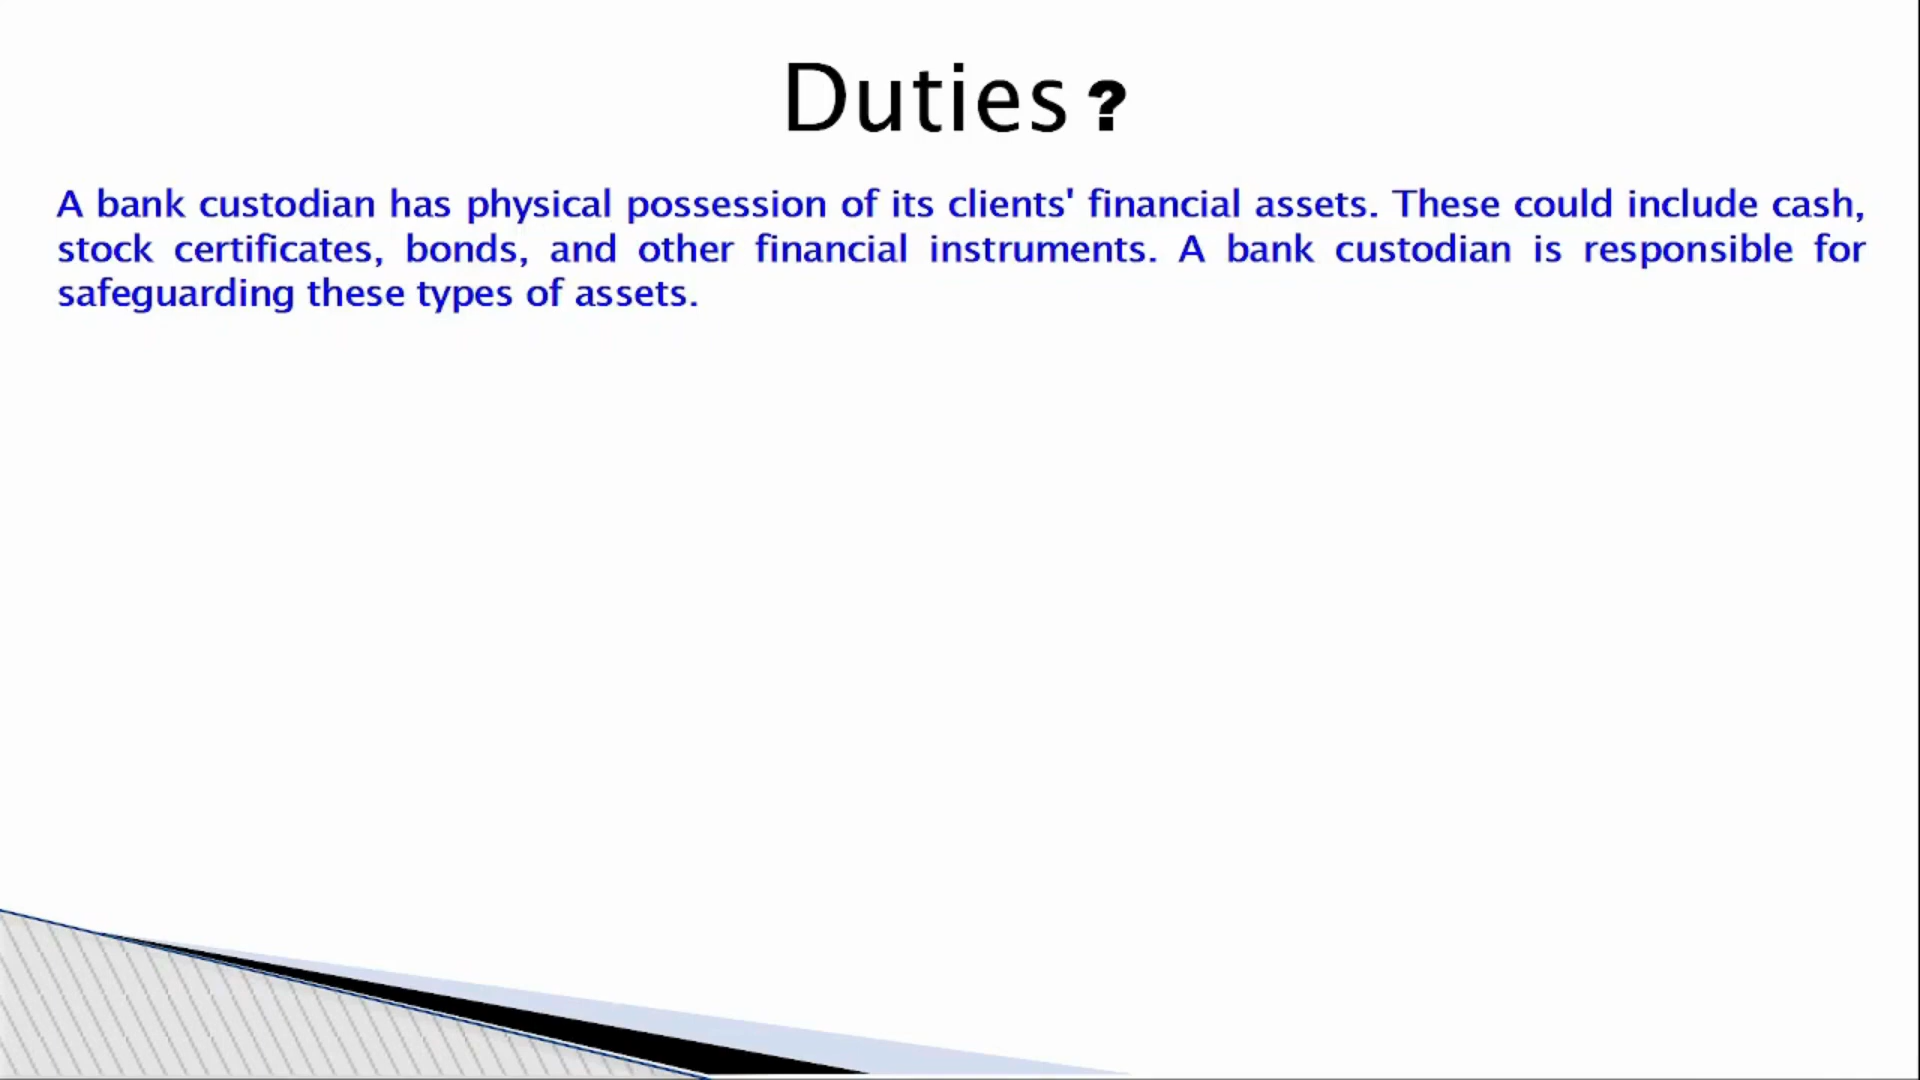 Duties ?
A bank custodian has physical possession of its clients' financial assets. These could include cash,
stock certificates, bonds, and other financial instruments. A bank custodian is responsible for
safeguarding these types of assets.